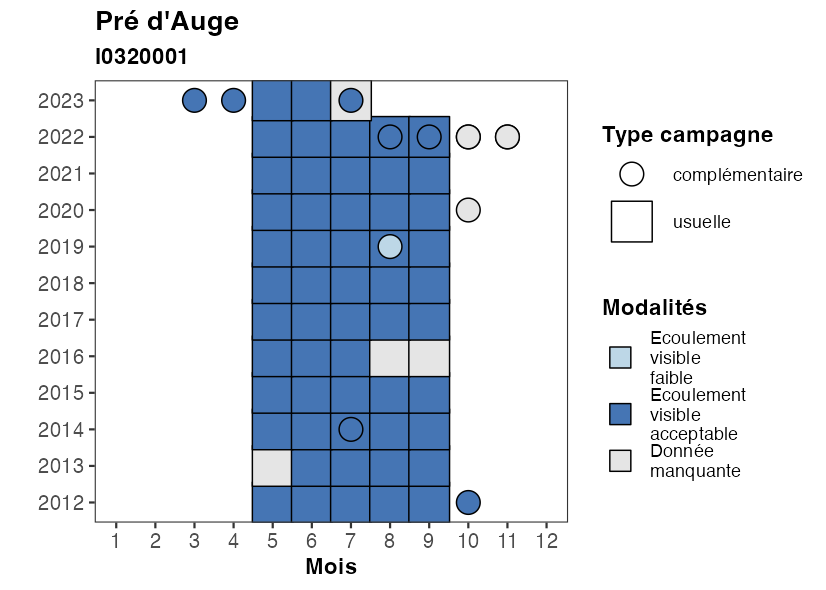 Pré d'Auge
I0320001
2023
2022
2021
2020
2019
2018
2017
2016
2015
2014
2013
2012
1 2 3 4 5 6 7 8 9 10 11 12
Mois
Type campagne
complémentaire
usuelle
Modalités
Ecoulement
visible
faible
Ecoulement
visible
acceptable
Donnée
manquante